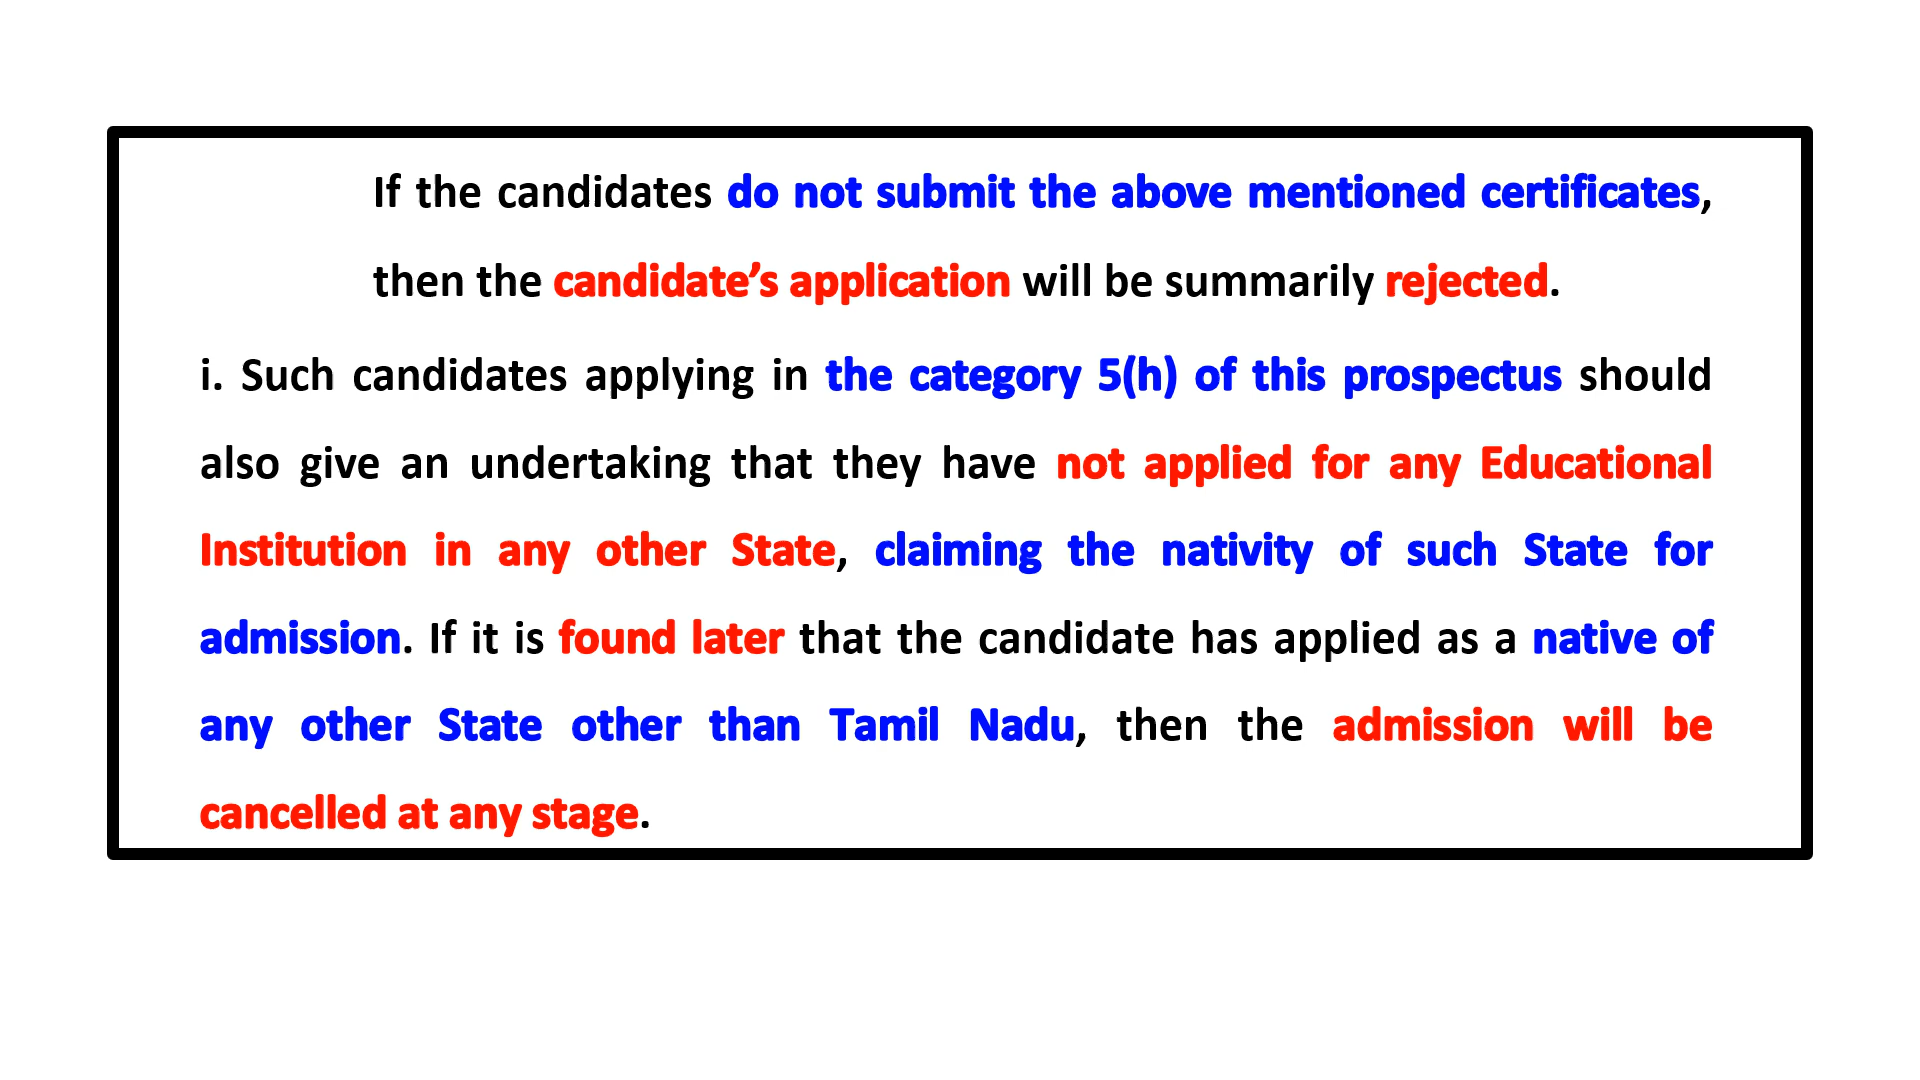 If the candidates do not submit the above mentioned certificates,
then the candidate’s application will be summarily rejected.
i. Such candidates applying in the category 5(h) of this prospectus should
also give an undertaking that they have not applied for any Educational
Institution in any other State, claiming the nativity of such State for
admission. If it is found later that the candidate has applied as a native of
any other State other than Tamil Nadu, then the admission will be
cancelled at any stage.